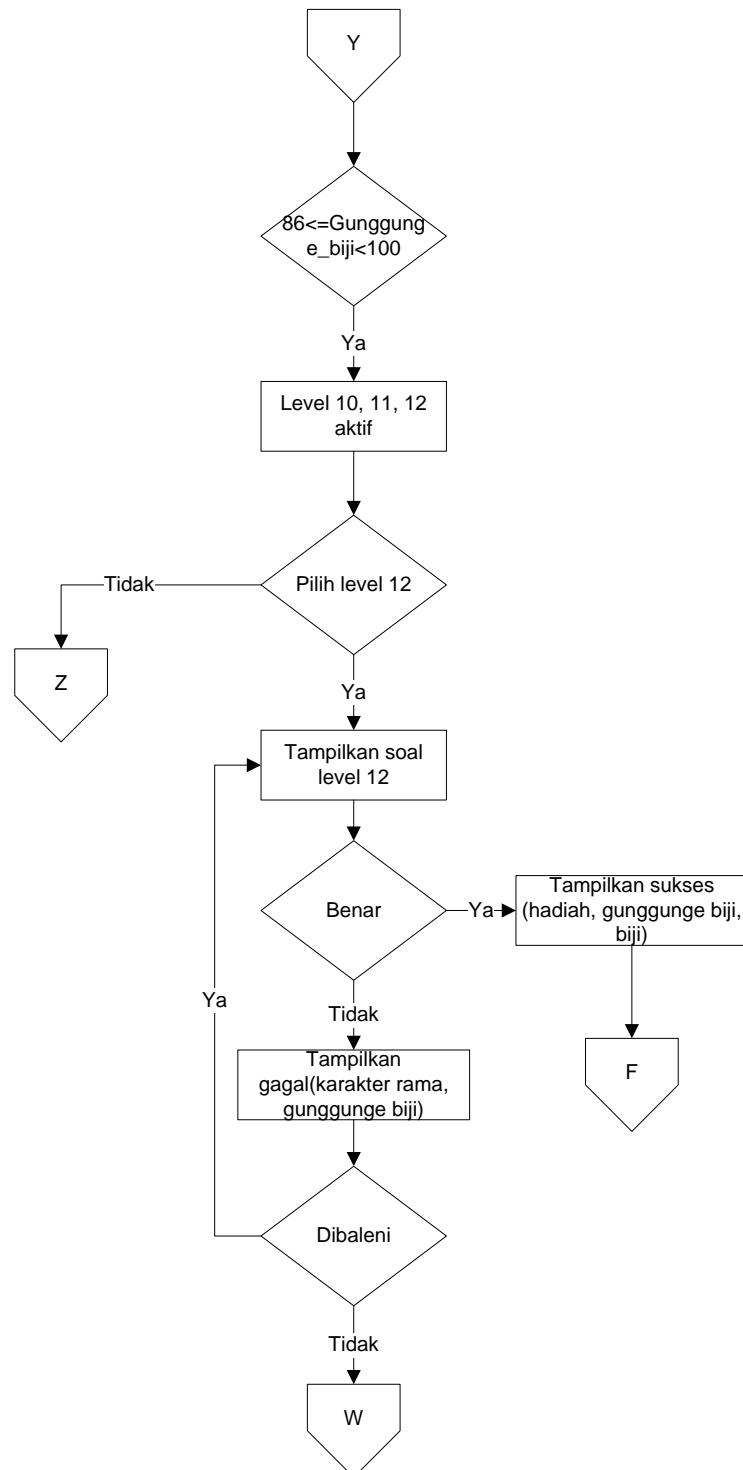 Y
86<=Gunggung
e_biji<100
Ya
Level 10, 11, 12
aktif
Pilih level 12
Tidak
Z
Ya
Tampilkan soal
level 12
Benar
Ya
Tampilkan sukses
(hadiah, gunggunge biji,
biji)
Ya
Tidak
Tampilkan
gagal(karakter rama,
gunggunge biji)
F
Dibaleni
Tidak
W